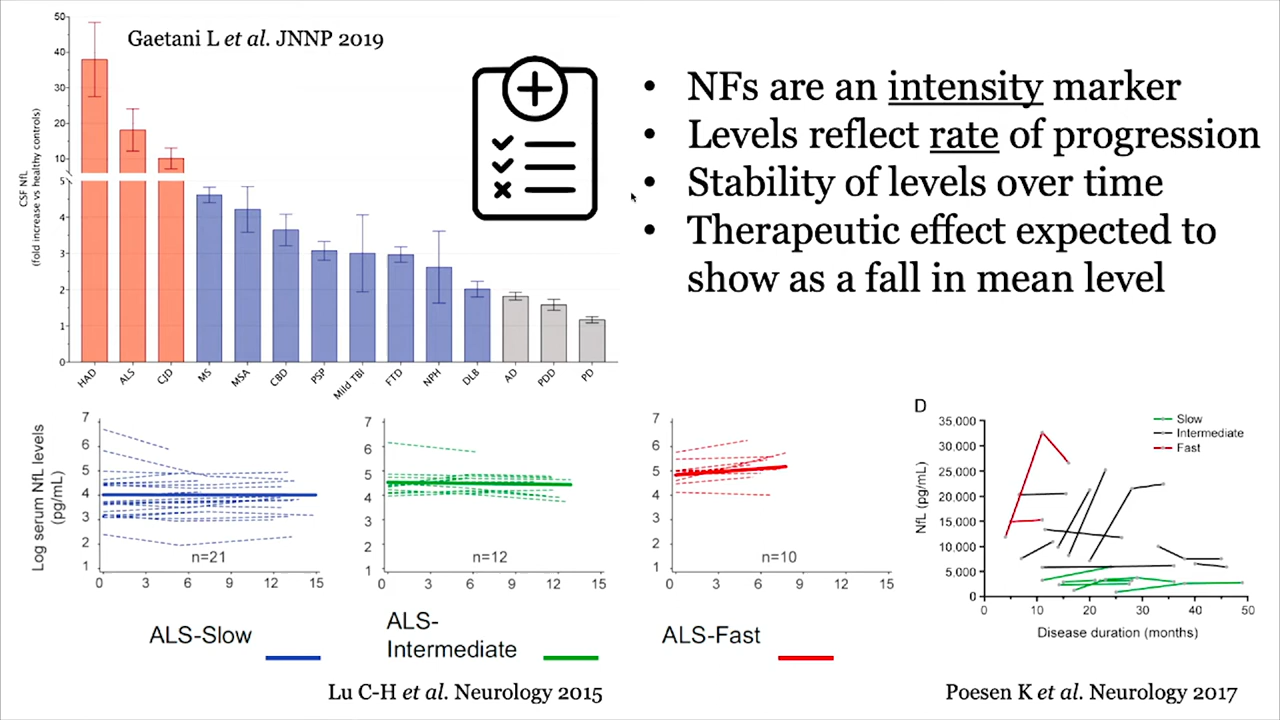 Gaetani L et al. JNNP 2019
CSF NfL
(fold increase vs healthy controls)
50
40
30
20
10
5
4
3
2
1
0
HAD
ALS
CJD
MS
MSA
CBD
PSP
Mild TBI
FTD
NPH
DLB
AD
PDD
PD
• NFs are an intensity marker
• Levels reflect rate of progression
• Stability of levels over time
• Therapeutic effect expected to
show as a fall in mean level
Log serum NfL levels
(pg/mL)
7
6
5
4
3
2
1
n=21
0 3 6 9 12 15
ALS-Slow
7
6
5
4
3
2
1
n=12
0 3 6 9 12 15
ALS-
Intermediate
7
6
5
4
3
2
1
n=10
0 3 6 9 12 15
ALS-Fast
Lu C-H et al. Neurology 2015
D
Slow
Intermediate
Fast
NfL (pg/mL)
35,000
30,000
25,000
20,000
15,000
10,000
5,000
0
0 10 20 30 40 50
Disease duration (months)
Poesen K et al. Neurology 2017